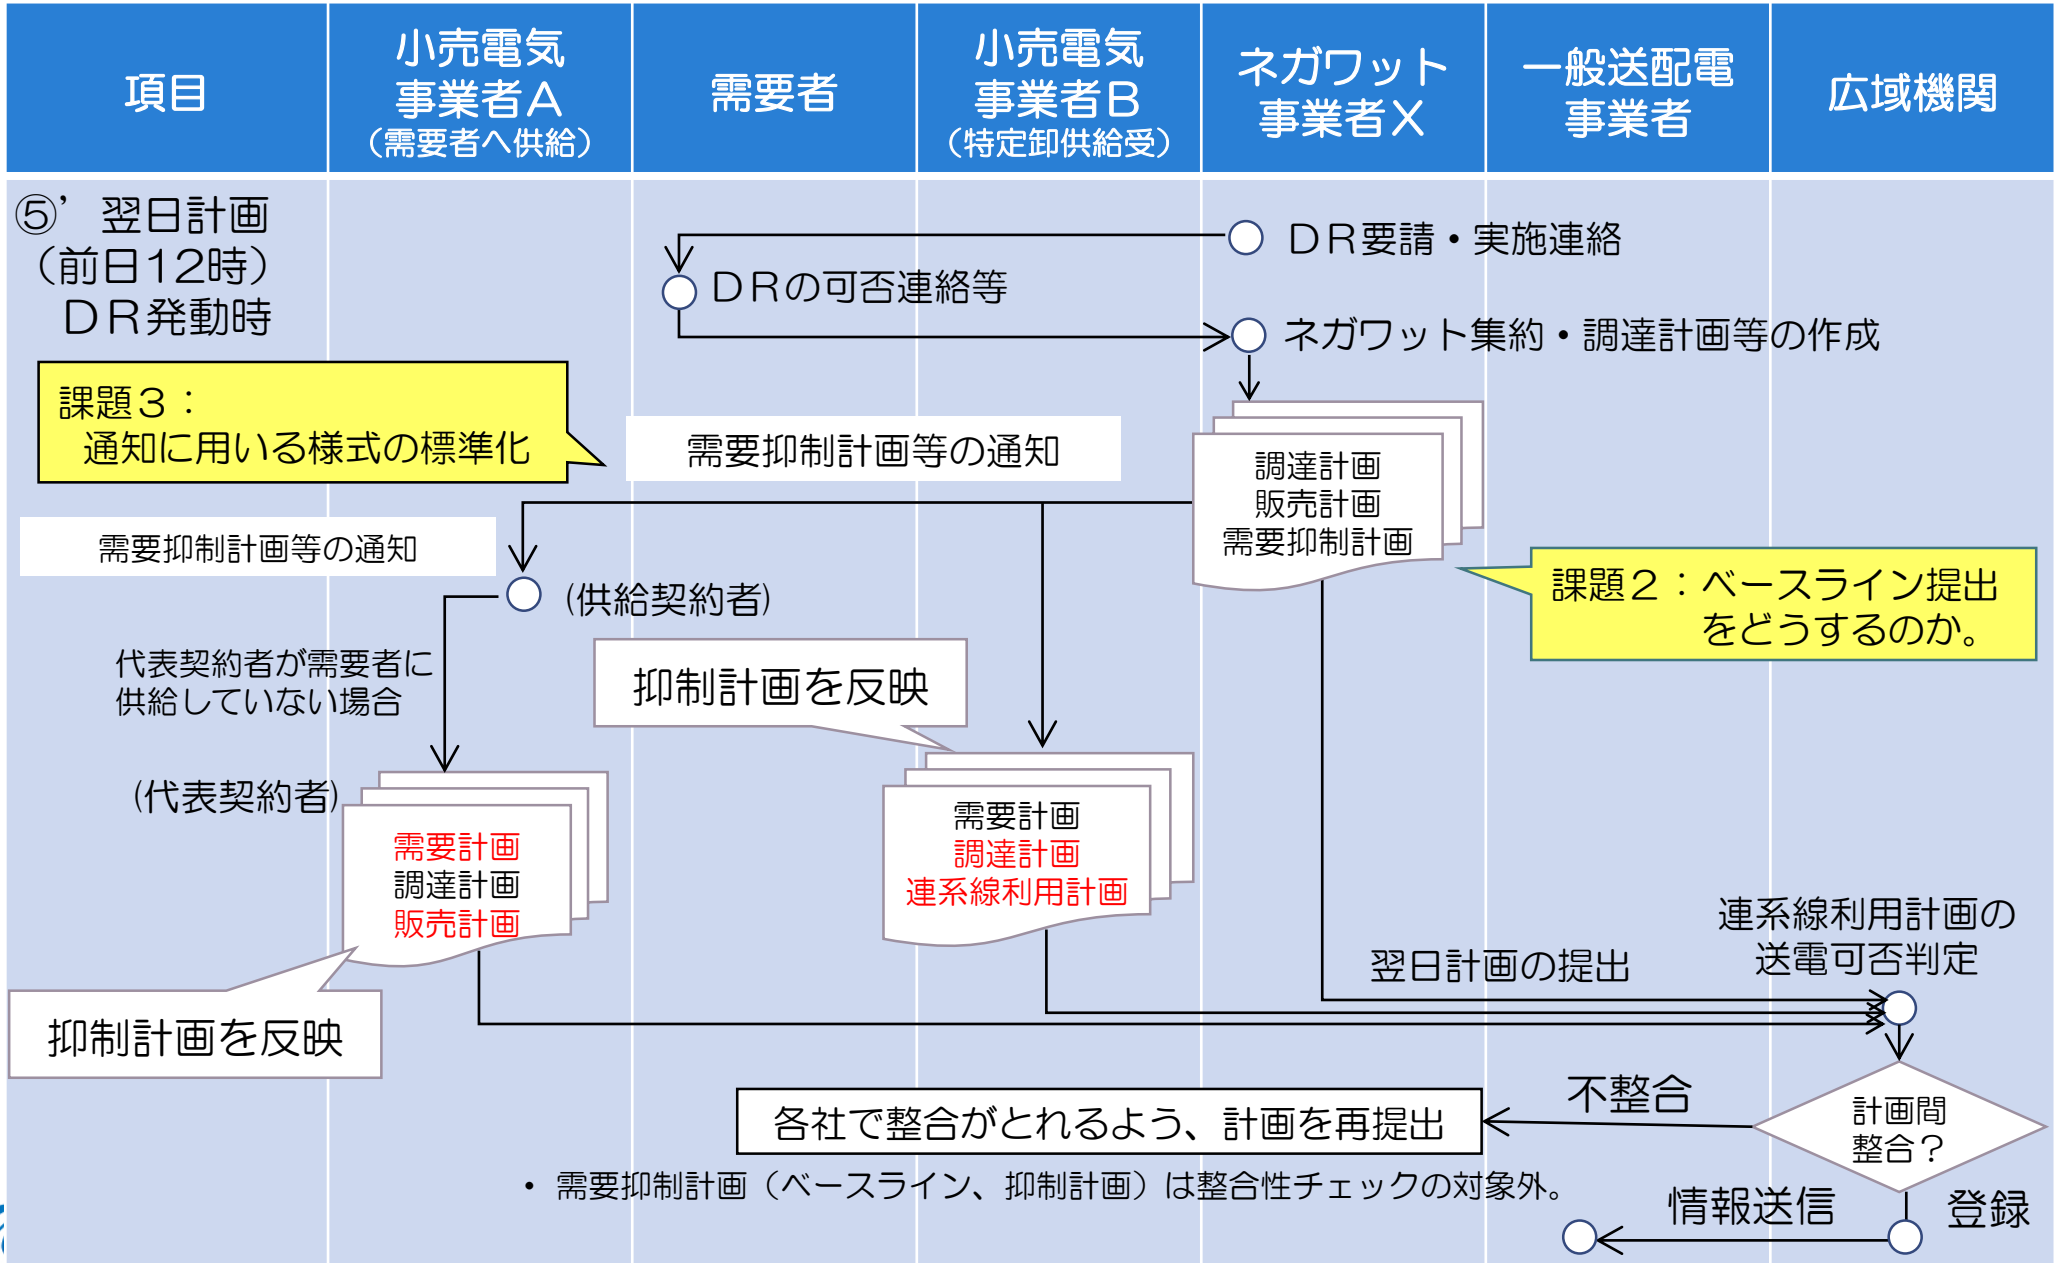 項目
小売電気
事業者A
(需要者へ供給)
需要者
小売電気
事業者B
(特定卸供給受)
ネガワット
事業者X
一般送配電
事業者
広域機関
⑤’ 翌日計画
(前日12時)
DR発動時
DR要請・実施連絡
DRの可否連絡等
ネガワット集約・調達計画等の作成
課題3:
通知に用いる様式の標準化
需要抑制計画等の通知
調達計画
販売計画
需要抑制計画
需要抑制計画等の通知
課題2:ベースライン提出
をどうするのか。
(供給契約者)
代表契約者が需要者に
供給していない場合
抑制計画を反映
(代表契約者)
需要計画
調達計画
販売計画
需要計画
調達計画
連系線利用計画
連系線利用計画の
送電可否判定
翌日計画の提出
抑制計画を反映
不整合
計画間
整合?
各社で整合がとれるよう、計画を再提出
• 需要抑制計画(ベースライン、抑制計画)は整合性チェックの対象外。
情報送信
登録